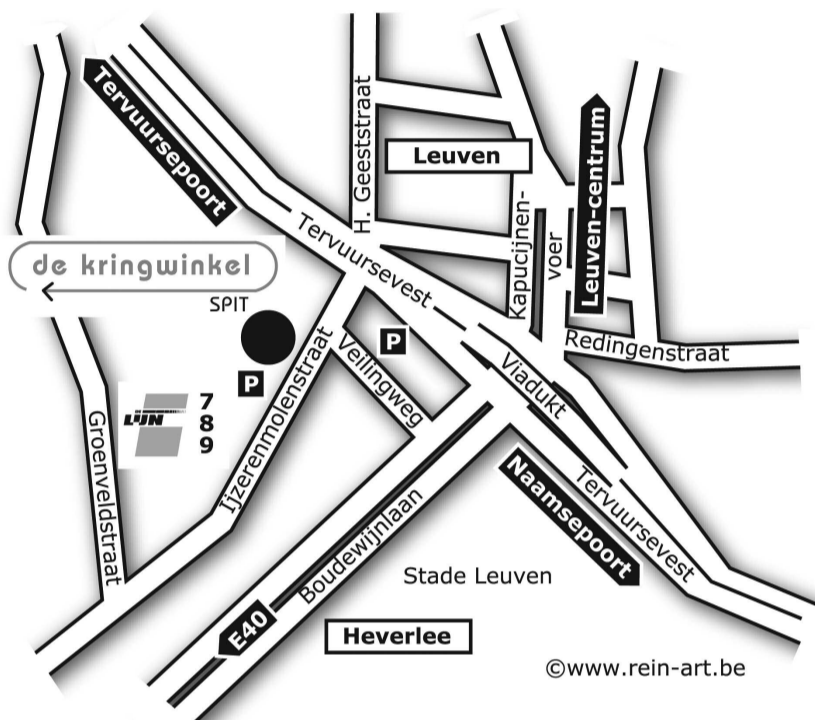 Tervuursepoort
H. Geeststraat
Leuven
Leuven-centrum
Kapucijnen-
voer
Tervuursevest
de kringwinkel
SPIT
P
P
Veilingweg
Viadukt
Redingenstraat
LIJN
7
8
9
Groenveldstraat
Ijzerenmolenstraat
Boudewijnlaan
Naamsepoort
Tervuursevest
Stade Leuven
E40
Heverlee
©www.rein-art.be